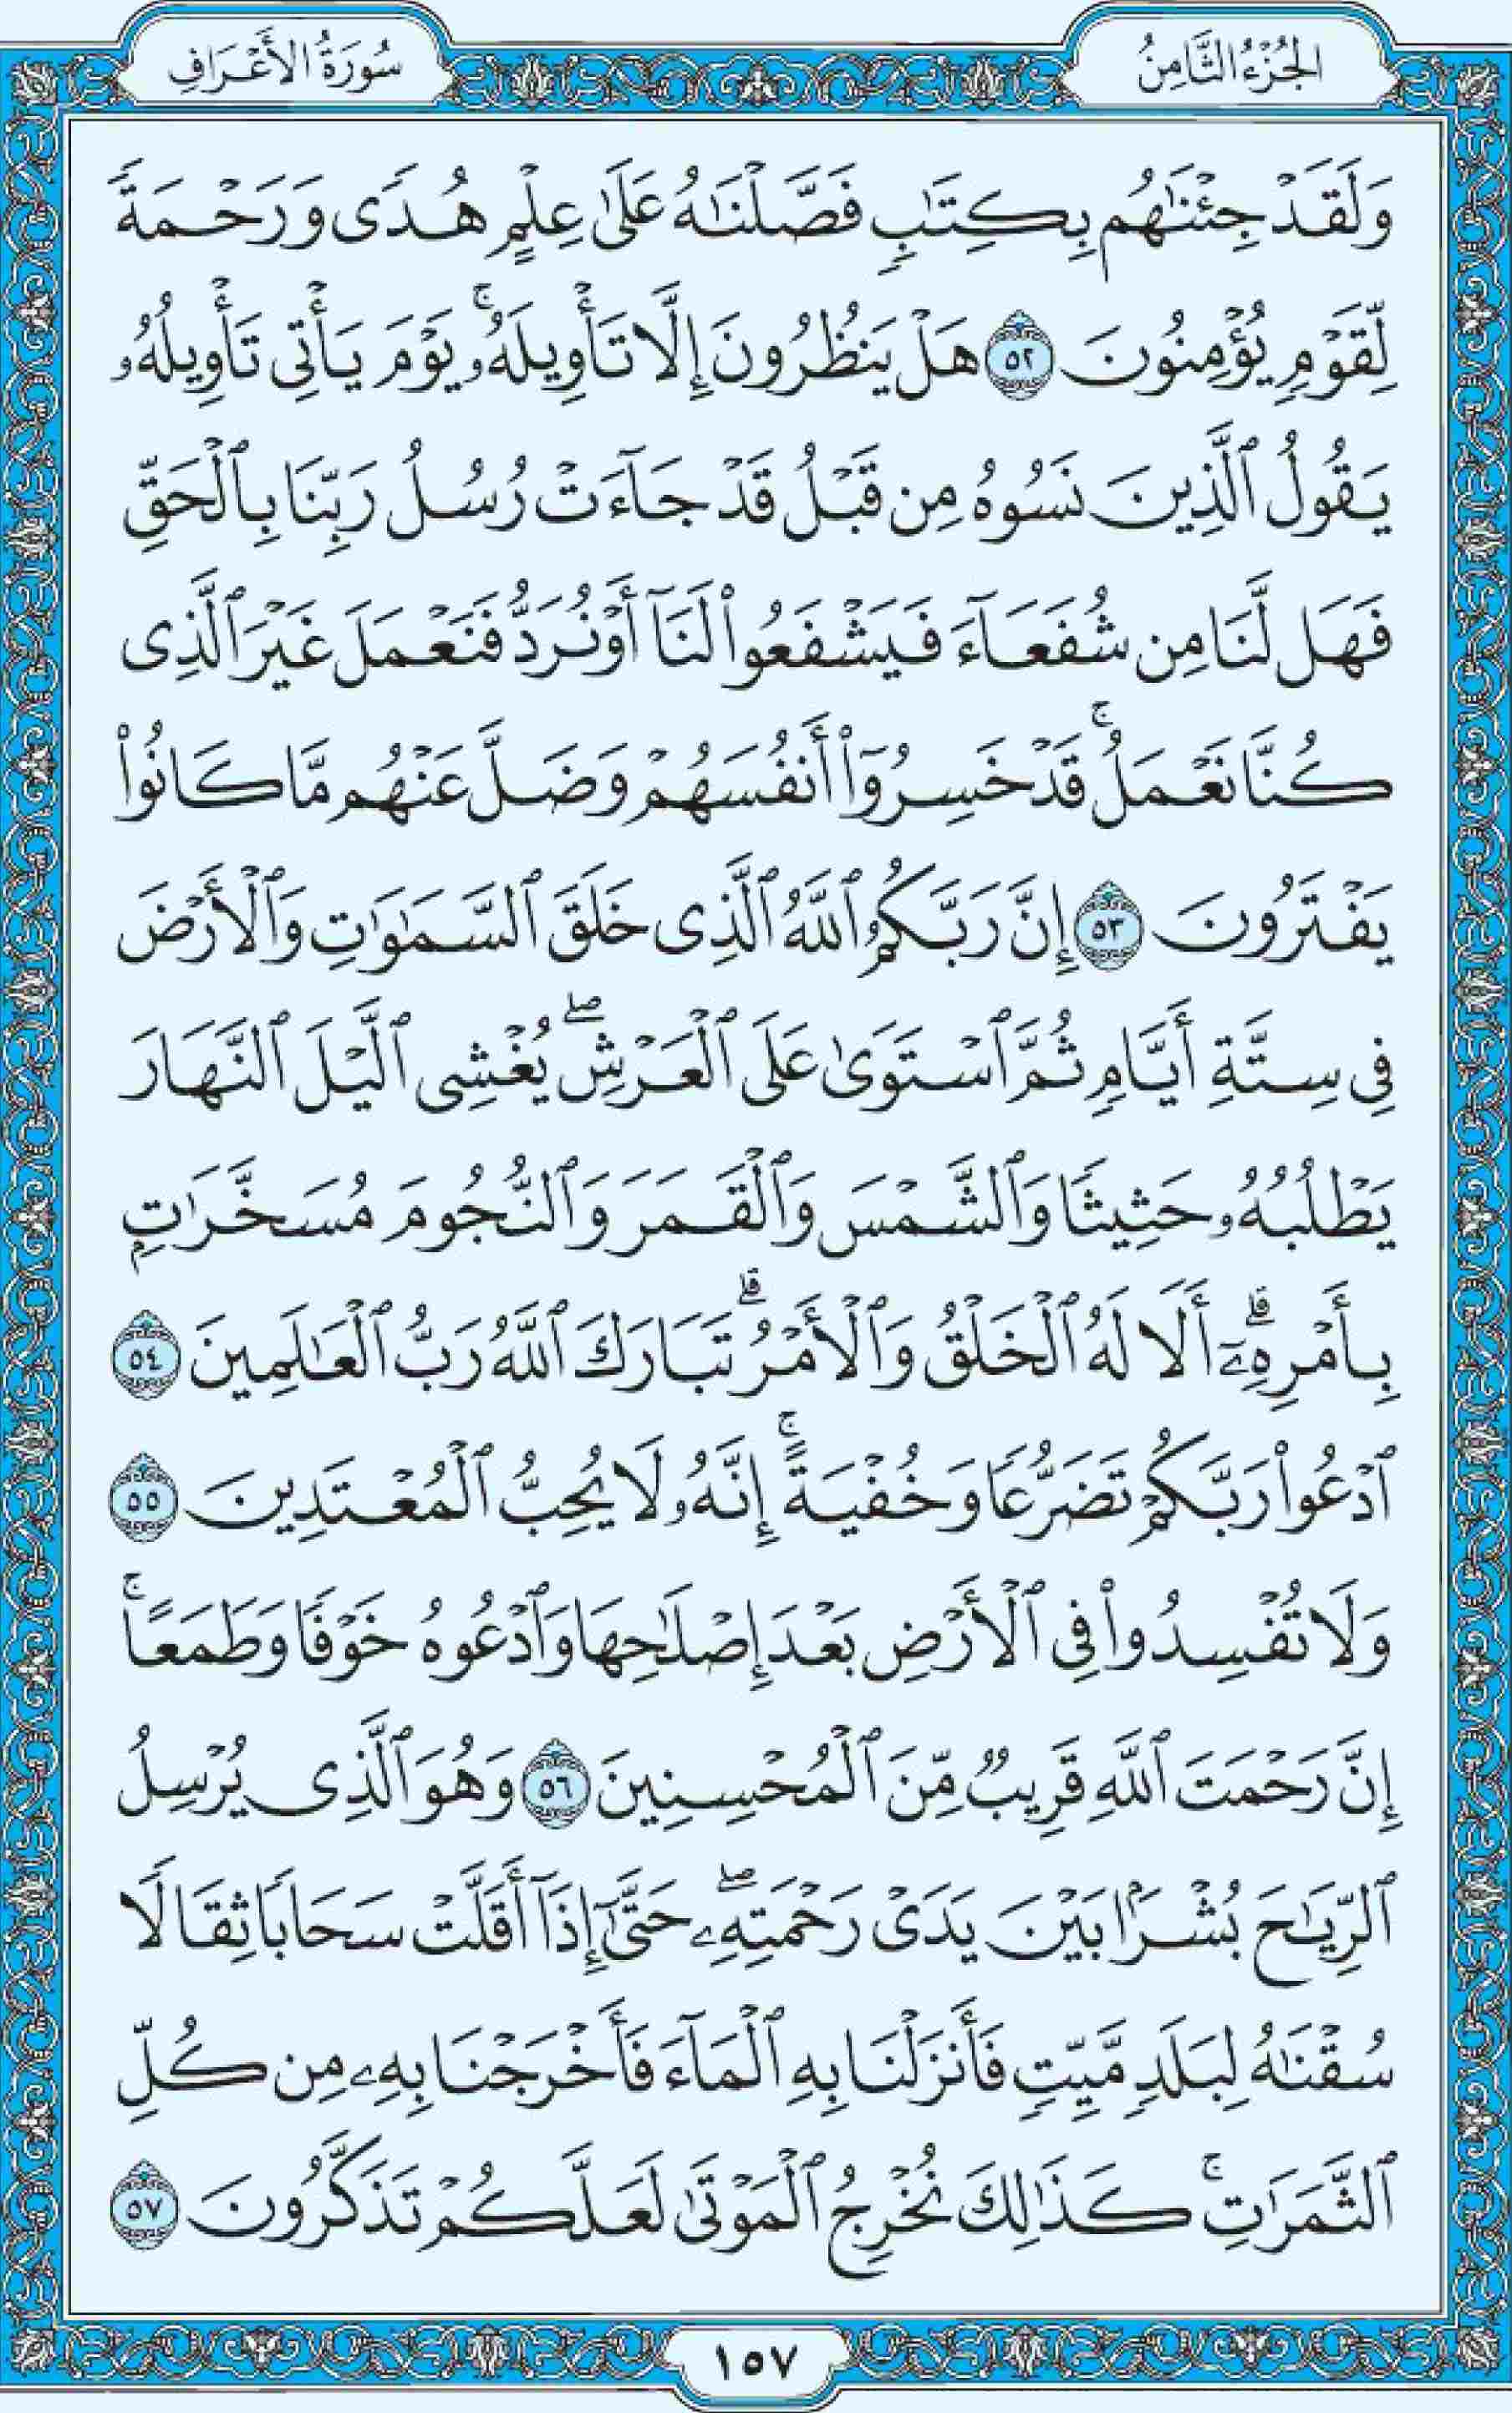 الجُزْءُ الثَّامِنُ
سُورَةُ الأَعْرَافِ
وَلَقَدْ جِئْنَٰهُم بِكِتَٰبٍ فَصَّلْنَٰهُ عَلَىٰ عِلْمٍ هُدًى وَرَحْمَةً
لِّقَوْمٍ يُؤْمِنُونَ ٥٢ هَلْ يَنظُرُونَ إِلَّا تَأْوِيلَهُۥۚ يَوْمَ يَأْتِى تَأْوِيلُهُۥ
يَقُولُ ٱلَّذِينَ نَسُوهُ مِن قَبْلُ قَدْ جَآءَتْ رُسُلُ رَبِّنَا بِٱلْحَقِّ
فَهَل لَّنَا مِن شُفَعَآءَ فَيَشْفَعُوا۟ لَنَآ أَوْ نُرَدُّ فَنَعْمَلَ غَيْرَ ٱلَّذِى
كُنَّا نَعْمَلُۚ قَدْ خَسِرُوٓا۟ أَنفُسَهُمْ وَضَلَّ عَنْهُم مَّا كَانُوا۟
يَفْتَرُونَ ٥٣ إِنَّ رَبَّكُمُ ٱللَّهُ ٱلَّذِى خَلَقَ ٱلسَّمَٰوَٰتِ وَٱلْأَرْضَ
فِى سِتَّةِ أَيَّامٍ ثُمَّ ٱسْتَوَىٰ عَلَى ٱلْعَرْشِۖ يُغْشِى ٱلَّيْلَ ٱلنَّهَارَ
يَطْلُبُهُۥ حَثِيثًا وَٱلشَّمْسَ وَٱلْقَمَرَ وَٱلنُّجُومَ مُسَخَّرَٰتٍۭ
بِأَمْرِهِۦٓۗ أَلَا لَهُ ٱلْخَلْقُ وَٱلْأَمْرُۗ تَبَارَكَ ٱللَّهُ رَبُّ ٱلْعَٰلَمِينَ ٥٤
ٱدْعُوا۟ رَبَّكُمْ تَضَرُّعًا وَخُفْيَةًۚ إِنَّهُۥ لَا يُحِبُّ ٱلْمُعْتَدِينَ ٥٥
وَلَا تُفْسِدُوا۟ فِى ٱلْأَرْضِ بَعْدَ إِصْلَٰحِهَا وَٱدْعُوهُ خَوْفًا وَطَمَعًاۚ
إِنَّ رَحْمَتَ ٱللَّهِ قَرِيبٌ مِّنَ ٱلْمُحْسِنِينَ ٥٦ وَهُوَ ٱلَّذِى يُرْسِلُ
ٱلرِّيَٰحَ بُشْرًۢا بَيْنَ يَدَىْ رَحْمَتِهِۦۖ حَتَّىٰٓ إِذَآ أَقَلَّتْ سَحَابًا ثِقَالًا
سُقْنَٰهُ لِبَلَدٍ مَّيِّتٍ فَأَنزَلْنَا بِهِ ٱلْمَآءَ فَأَخْرَجْنَا بِهِۦ مِن كُلِّ
ٱلثَّمَرَٰتِۚ كَذَٰلِكَ نُخْرِجُ ٱلْمَوْتَىٰ لَعَلَّكُمْ تَذَكَّرُونَ ٥٧
١٥٧